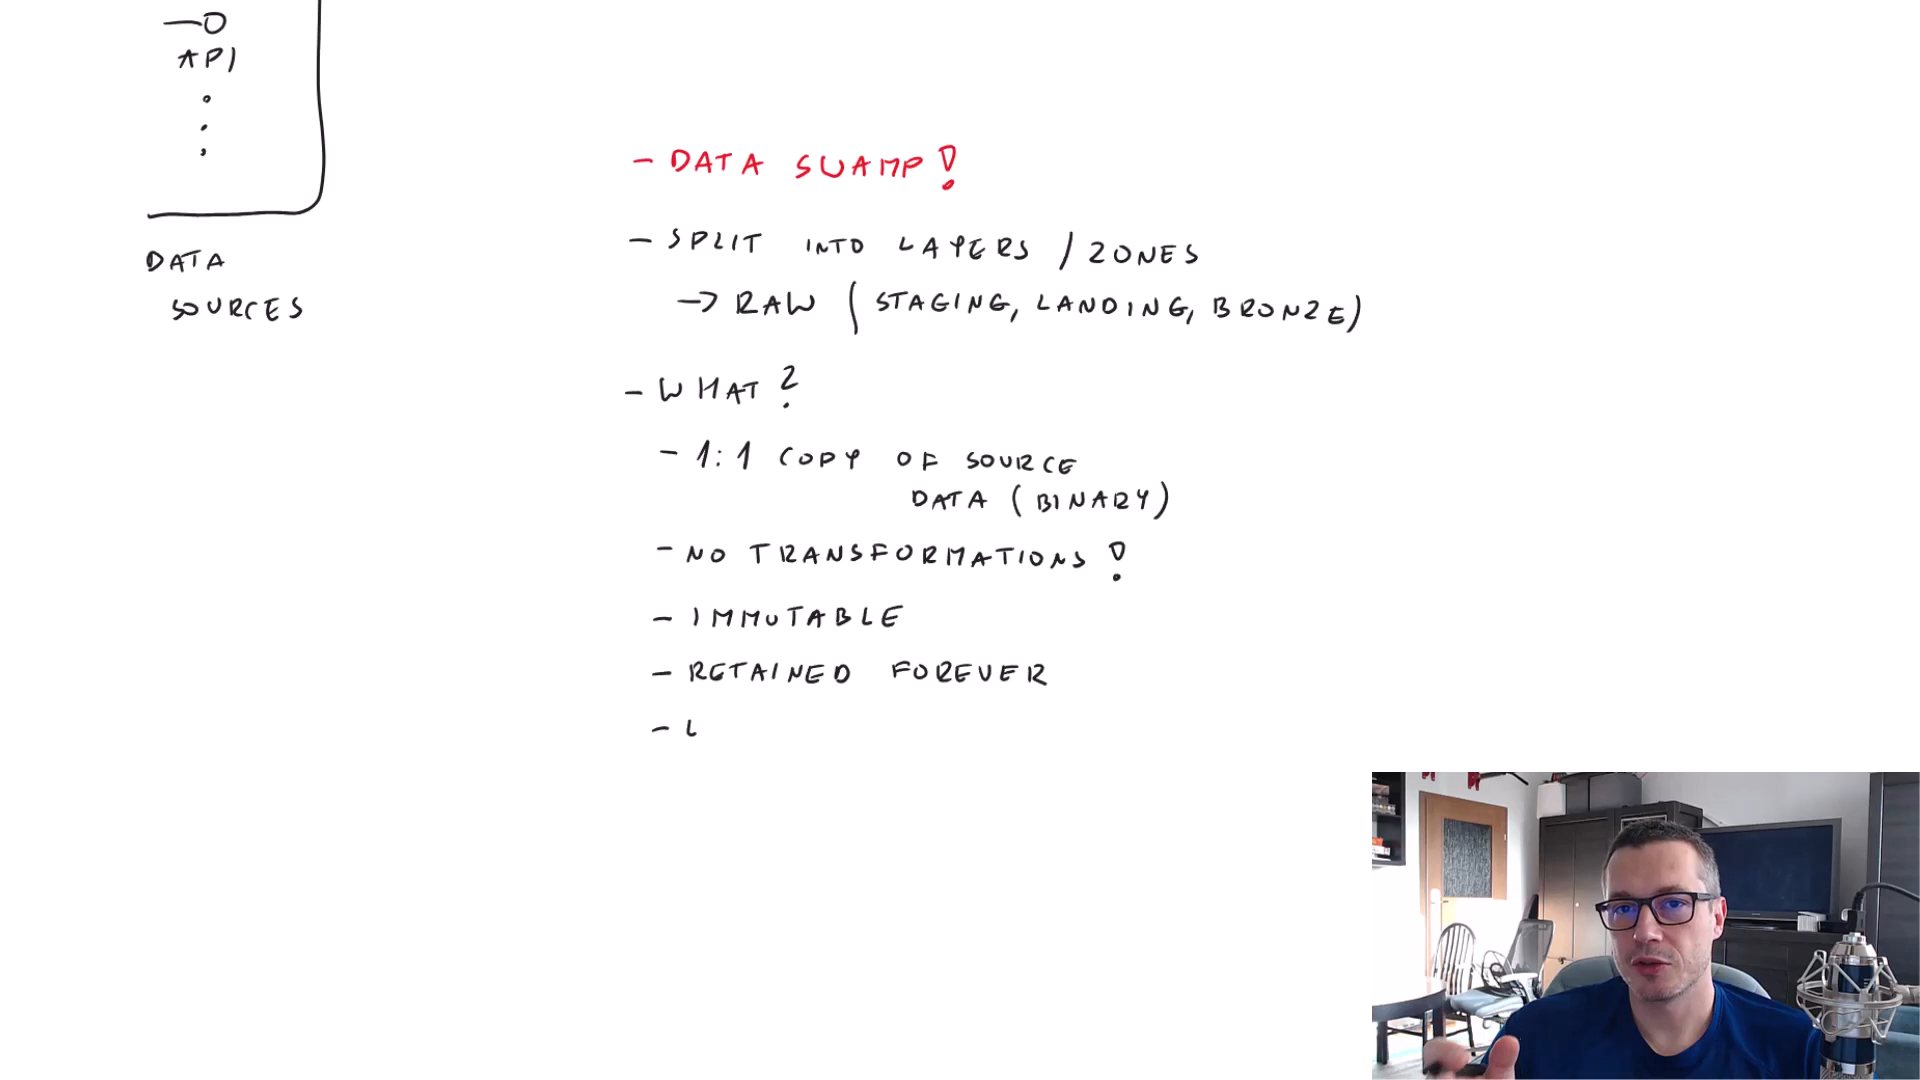 API
DATA
SOURCES
- DATA SWAMP!
- SPLIT INTO LAYERS / ZONES
→ RAW (STAGING, LANDING, BRONZE)
- WHAT?
- 1:1 COPY OF SOURCE
DATA (BINARY)
- NO TRANSFORMATIONS!
- IMMUTABLE
- RETAINED FOREVER
- L